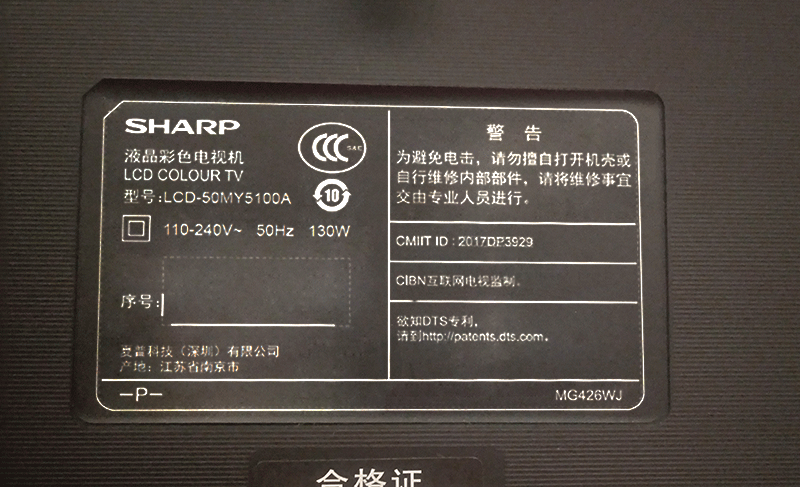 SHARP
液晶彩色电视机
LCD COLOUR TV
型号:LCD-50MY5100A
CCC S&E
10
110-240V~ 50Hz 130W
序号:
夏普科技（深圳）有限公司
产地: 江苏省南京市
-P-
警 告
为避免电击，请勿擅自打开机壳或
自行维修内部部件，请将维修事宜
交由专业人员进行。
CMIIT ID : 2017DP3929
CIBN互联网电视监制.
欲知DTS专利，
请到http://patents.dts.com。
MG426WJ
合格证